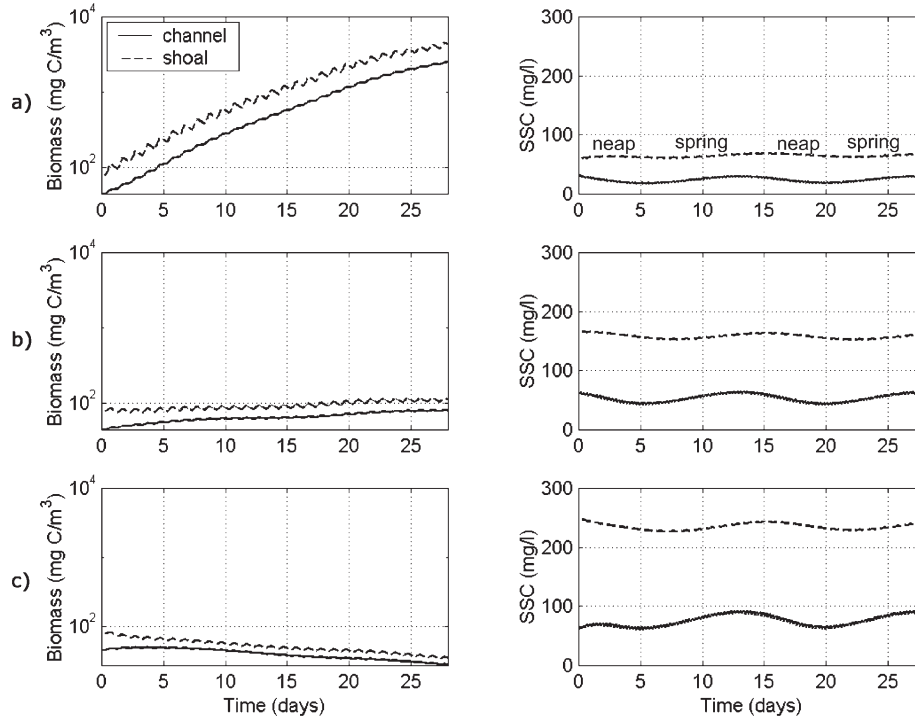 a)
Biomass (mg C/m³)
10⁴
10²
channel
shoal
0 5 10 15 20 25
SSC (mg/l)
300
200
100
0
neap spring neap spring
0 5 10 15 20 25
b)
Biomass (mg C/m³)
10⁴
10²
0 5 10 15 20 25
SSC (mg/l)
300
200
100
0
0 5 10 15 20 25
c)
Biomass (mg C/m³)
10⁴
10²
0 5 10 15 20 25
Time (days)
SSC (mg/l)
300
200
100
0
0 5 10 15 20 25
Time (days)